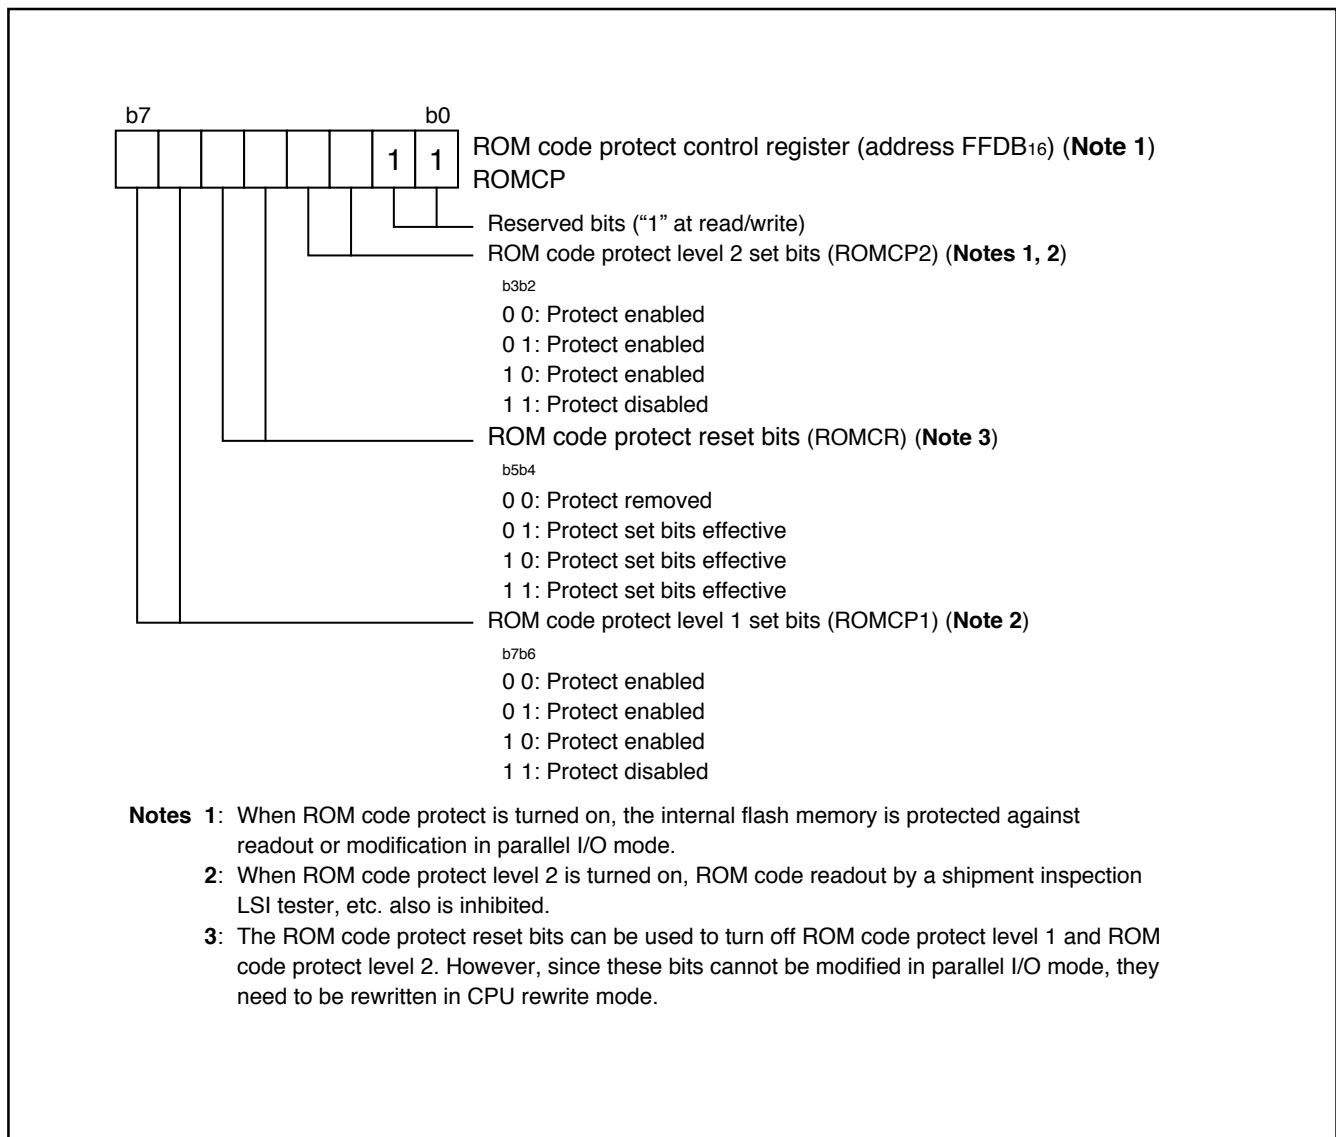 b7 b0
1 1
ROM code protect control register (address FFDB16) (Note 1)
ROMCP
Reserved bits (“1” at read/write)
ROM code protect level 2 set bits (ROMCP2) (Notes 1, 2)
b3b2
0 0: Protect enabled
0 1: Protect enabled
1 0: Protect enabled
1 1: Protect disabled
ROM code protect reset bits (ROMCR) (Note 3)
b5b4
0 0: Protect removed
0 1: Protect set bits effective
1 0: Protect set bits effective
1 1: Protect set bits effective
ROM code protect level 1 set bits (ROMCP1) (Note 2)
b7b6
0 0: Protect enabled
0 1: Protect enabled
1 0: Protect enabled
1 1: Protect disabled
Notes 1: When ROM code protect is turned on, the internal flash memory is protected against
readout or modification in parallel I/O mode.
2: When ROM code protect level 2 is turned on, ROM code readout by a shipment inspection
LSI tester, etc. also is inhibited.
3: The ROM code protect reset bits can be used to turn off ROM code protect level 1 and ROM
code protect level 2. However, since these bits cannot be modified in parallel I/O mode, they
need to be rewritten in CPU rewrite mode.